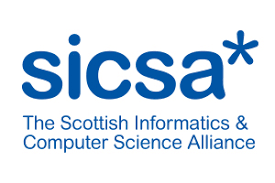 sicsa*
The Scottish Informatics &
Computer Science Alliance